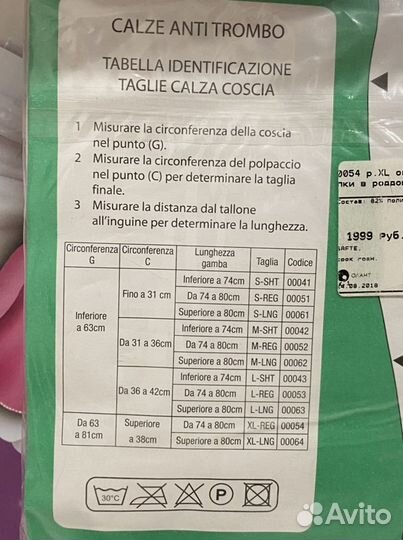 CALZE ANTI TROMBO
TABELLA IDENTIFICAZIONE
TAGLIE CALZA COSCIA
1 Misurare la circonferenza della coscia
nel punto (G).
2 Misurare la circonferenza del polpaccio
nel punto (C) per determinare la taglia
finale.
3 Misurare la distanza dal tallone
all'inguine per determinare la lunghezza.
Circonferenza G Circonferenza C Lunghezza gamba Taglia Codice
Inferiore a 63cm Fino a 31 cm Inferiore a 74cm S-SHT 00041
Da 74 a 80cm S-REG 00051
Superiore a 80cm S-LNG 00061
Da 31 a 36cm Inferiore a 74cm M-SHT 00042
Da 74 a 80cm M-REG 00052
Superiore a 80cm M-LNG 00062
Da 36 a 42cm Inferiore a 74cm L-SHT 00043
Da 74 a 80cm L-REG 00053
Superiore a 80cm L-LNG 00063
Da 63 a 81cm Superiore a 38cm Da 74 a 80cm XL-REG 00054
Superiore a 80cm XL-LNG 00064
30°C
P
0054 р.XL
в роддом
82%
1999 Руб.
ОЛАНТ
.08.2018
Avito